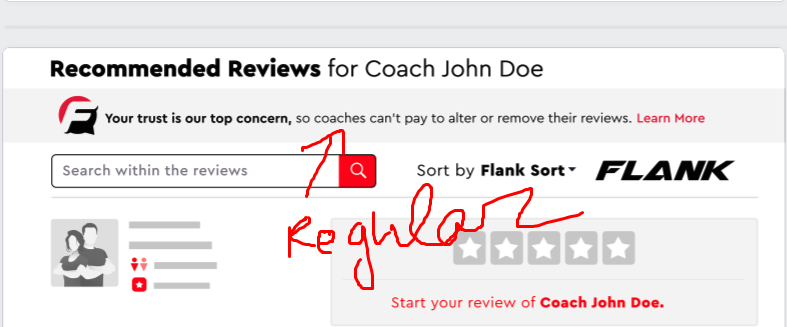 Recommended Reviews for Coach John Doe
Your trust is our top concern, so coaches can't pay to alter or remove their reviews. Learn More
Search within the reviews
Sort by Flank Sort
FLANK
Regular
Start your review of Coach John Doe.